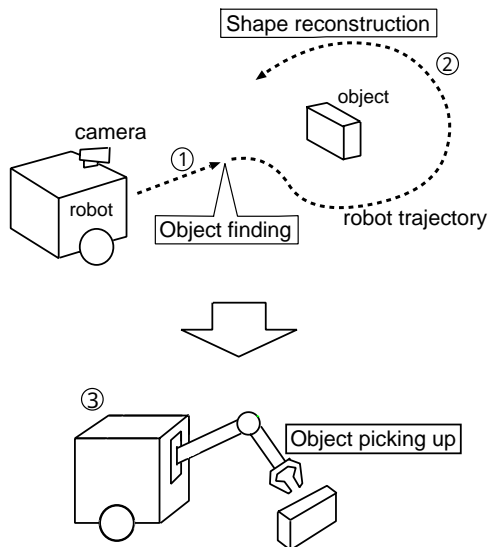 Shape reconstruction
②
object
camera
①
robot
robot trajectory
Object finding
③
Object picking up